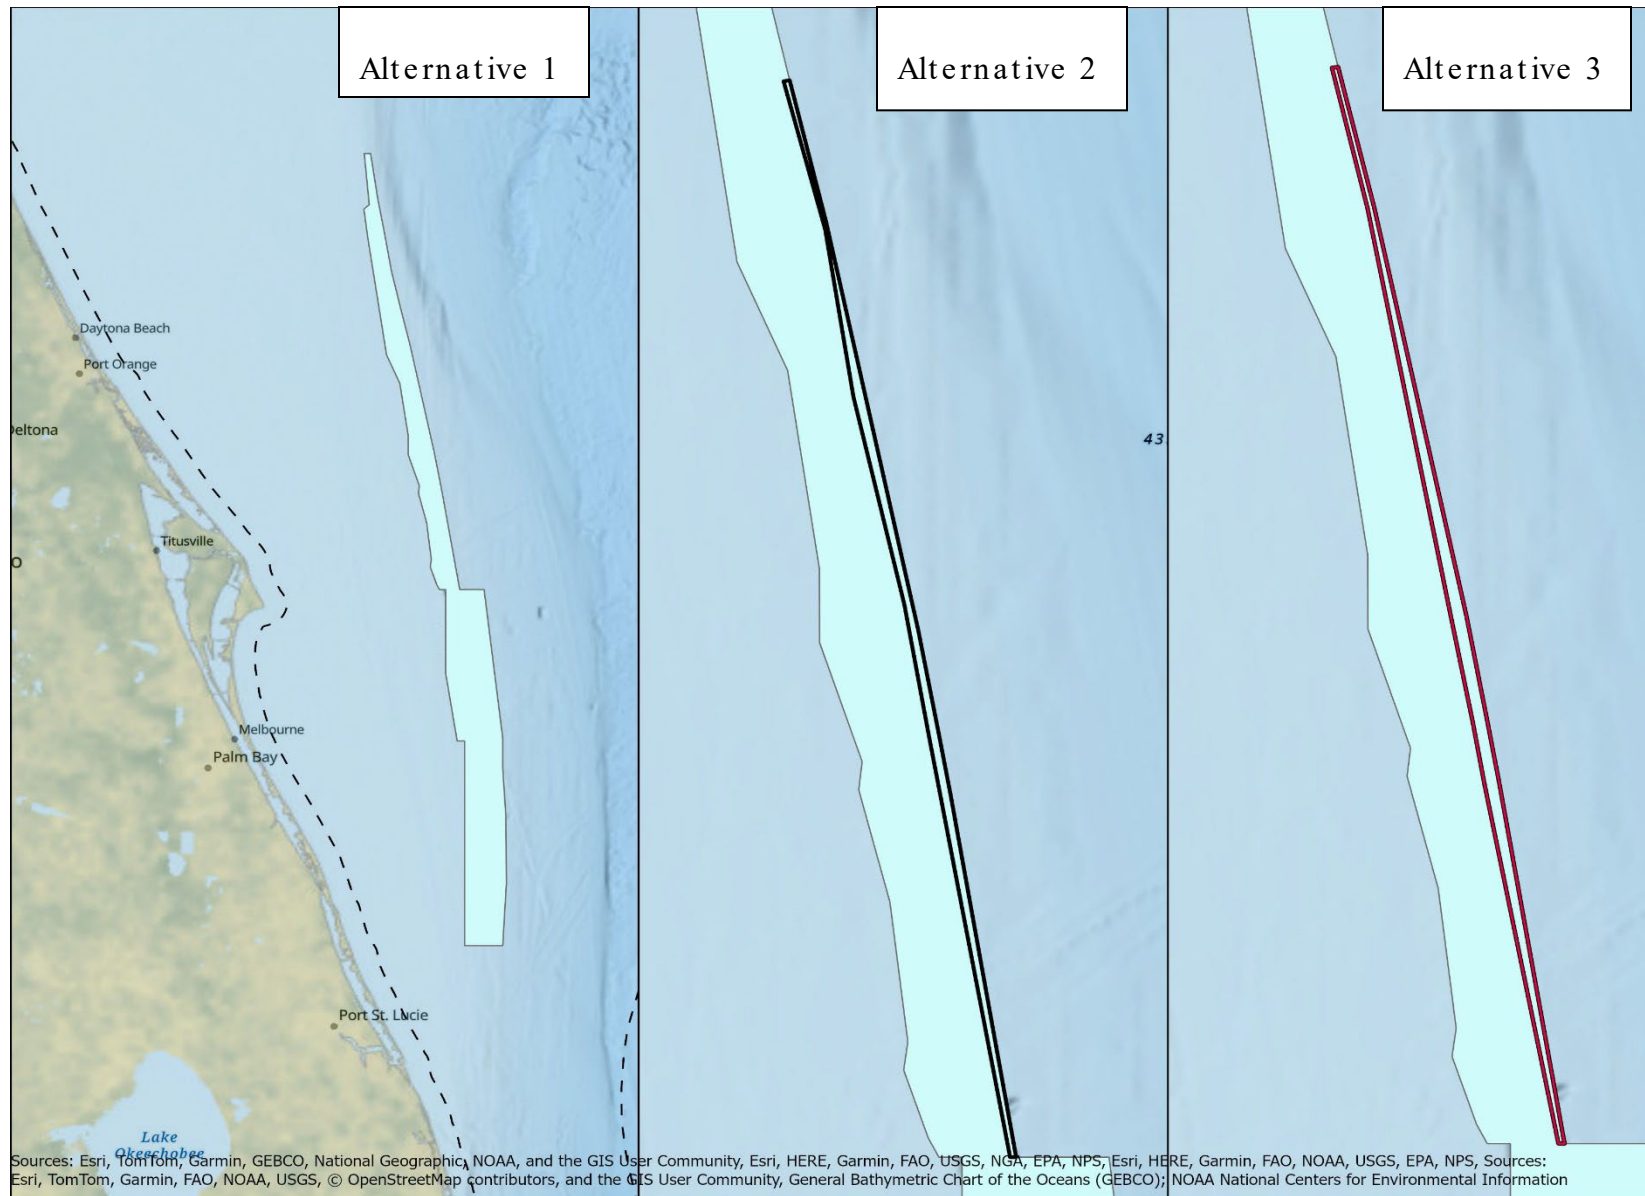 Alternative 1
Alternative 2
Alternative 3
Daytona Beach
Port Orange
Deltona
43
O
Titusville
Melbourne
Palm Bay
Port St. Lucie
Lake
Okeechobee
Sources: Esri, TomTom, Garmin, GEBCO, National Geographic, NOAA, and the GIS User Community, Esri, HERE, Garmin, FAO, USGS, NGA, EPA, NPS, Esri, HERE, Garmin, FAO, NOAA, USGS, EPA, NPS, Sources:
Esri, TomTom, Garmin, FAO, NOAA, USGS, © OpenStreetMap contributors, and the GIS User Community, General Bathymetric Chart of the Oceans (GEBCO); NOAA National Centers for Environmental Information